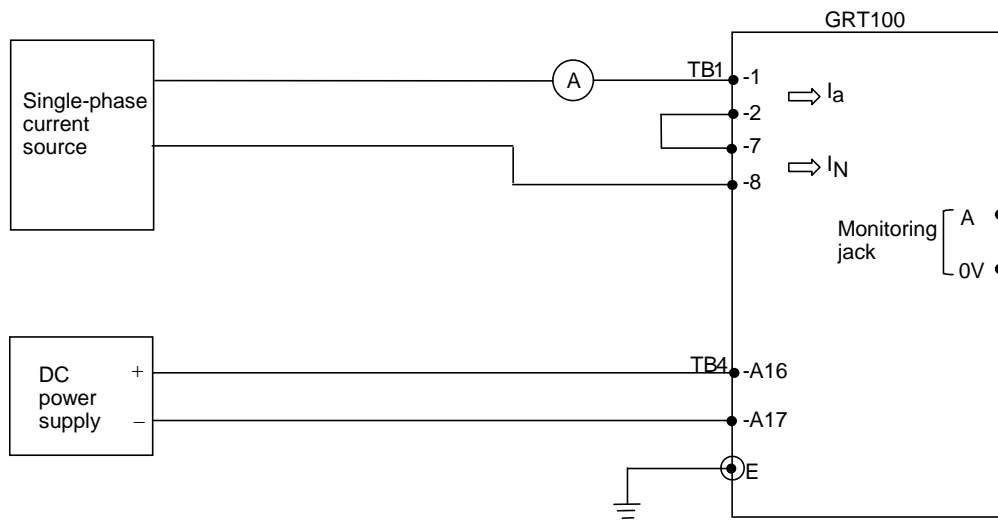 GRT100
Single-phase
current
source
A
TB1
-1
-2
-7
-8
Ia
IN
Monitoring
jack
A
0V
DC
power
supply
+
−
TB4
-A16
-A17
E